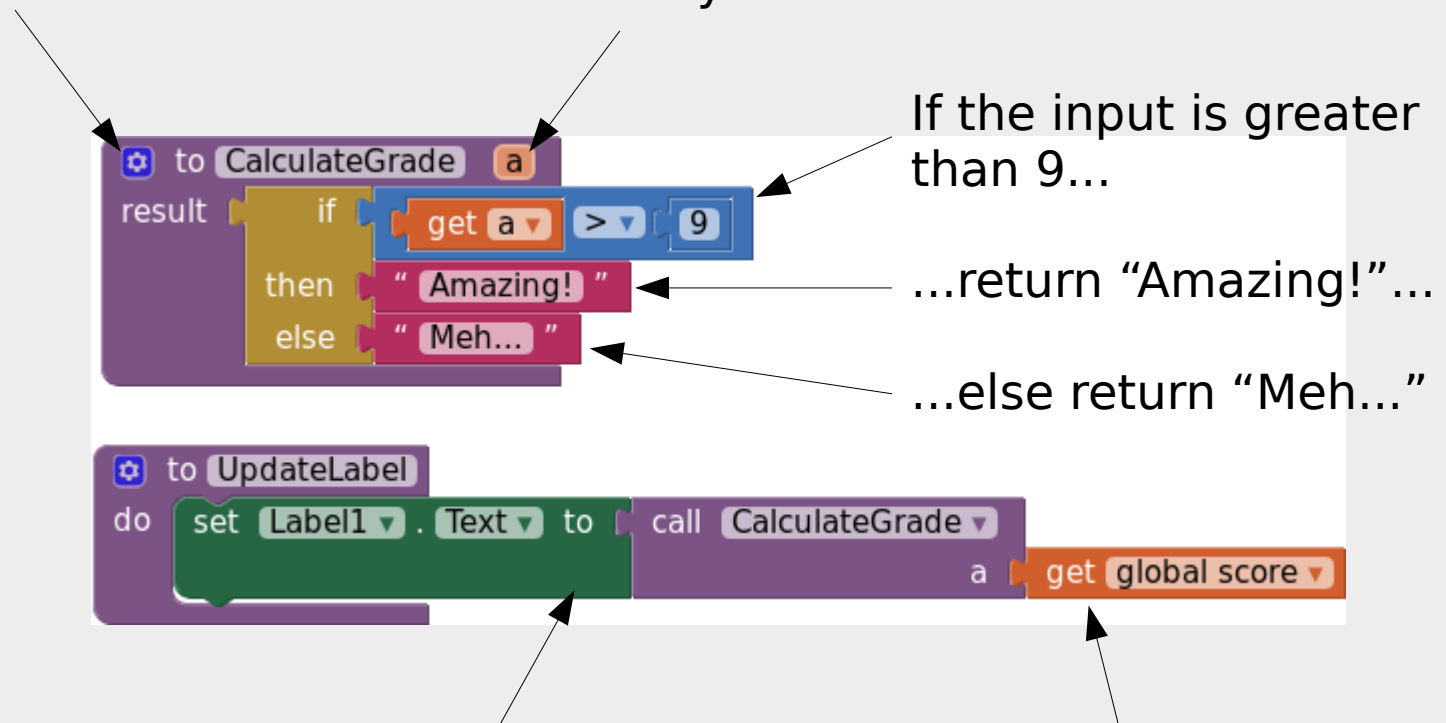 If the input is greater
than 9...
to CalculateGrade a
result if get a > 9
then “ Amazing! ”
...return “Amazing!”...
else “ Meh... ”
...else return “Meh...”
to UpdateLabel
do set Label1 . Text to call CalculateGrade
a get global score